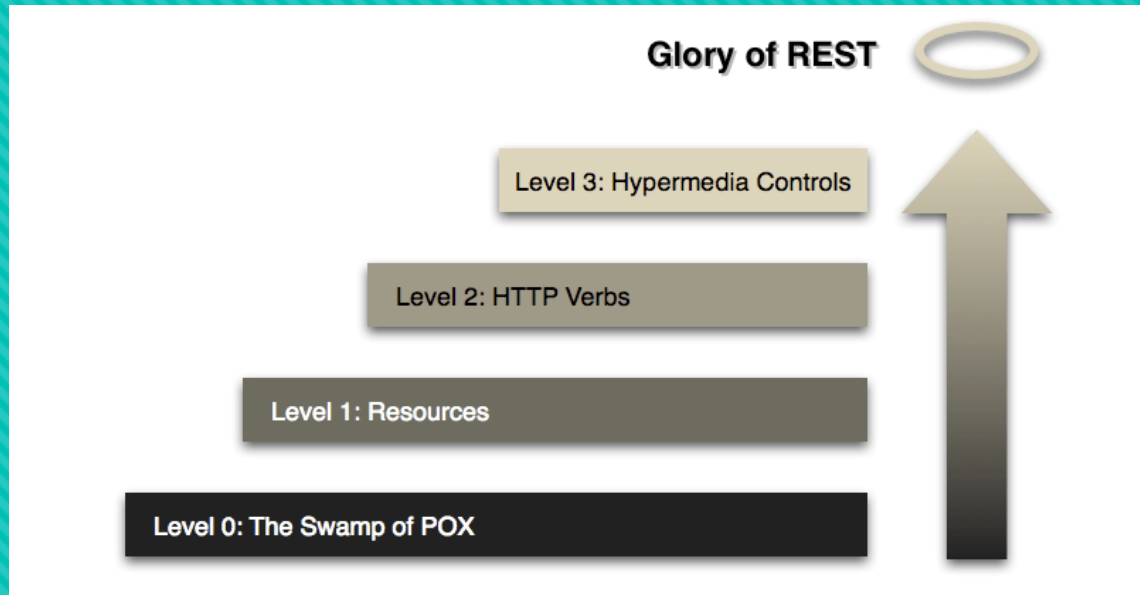 Glory of REST
Level 3: Hypermedia Controls
Level 2: HTTP Verbs
Level 1: Resources
Level 0: The Swamp of POX